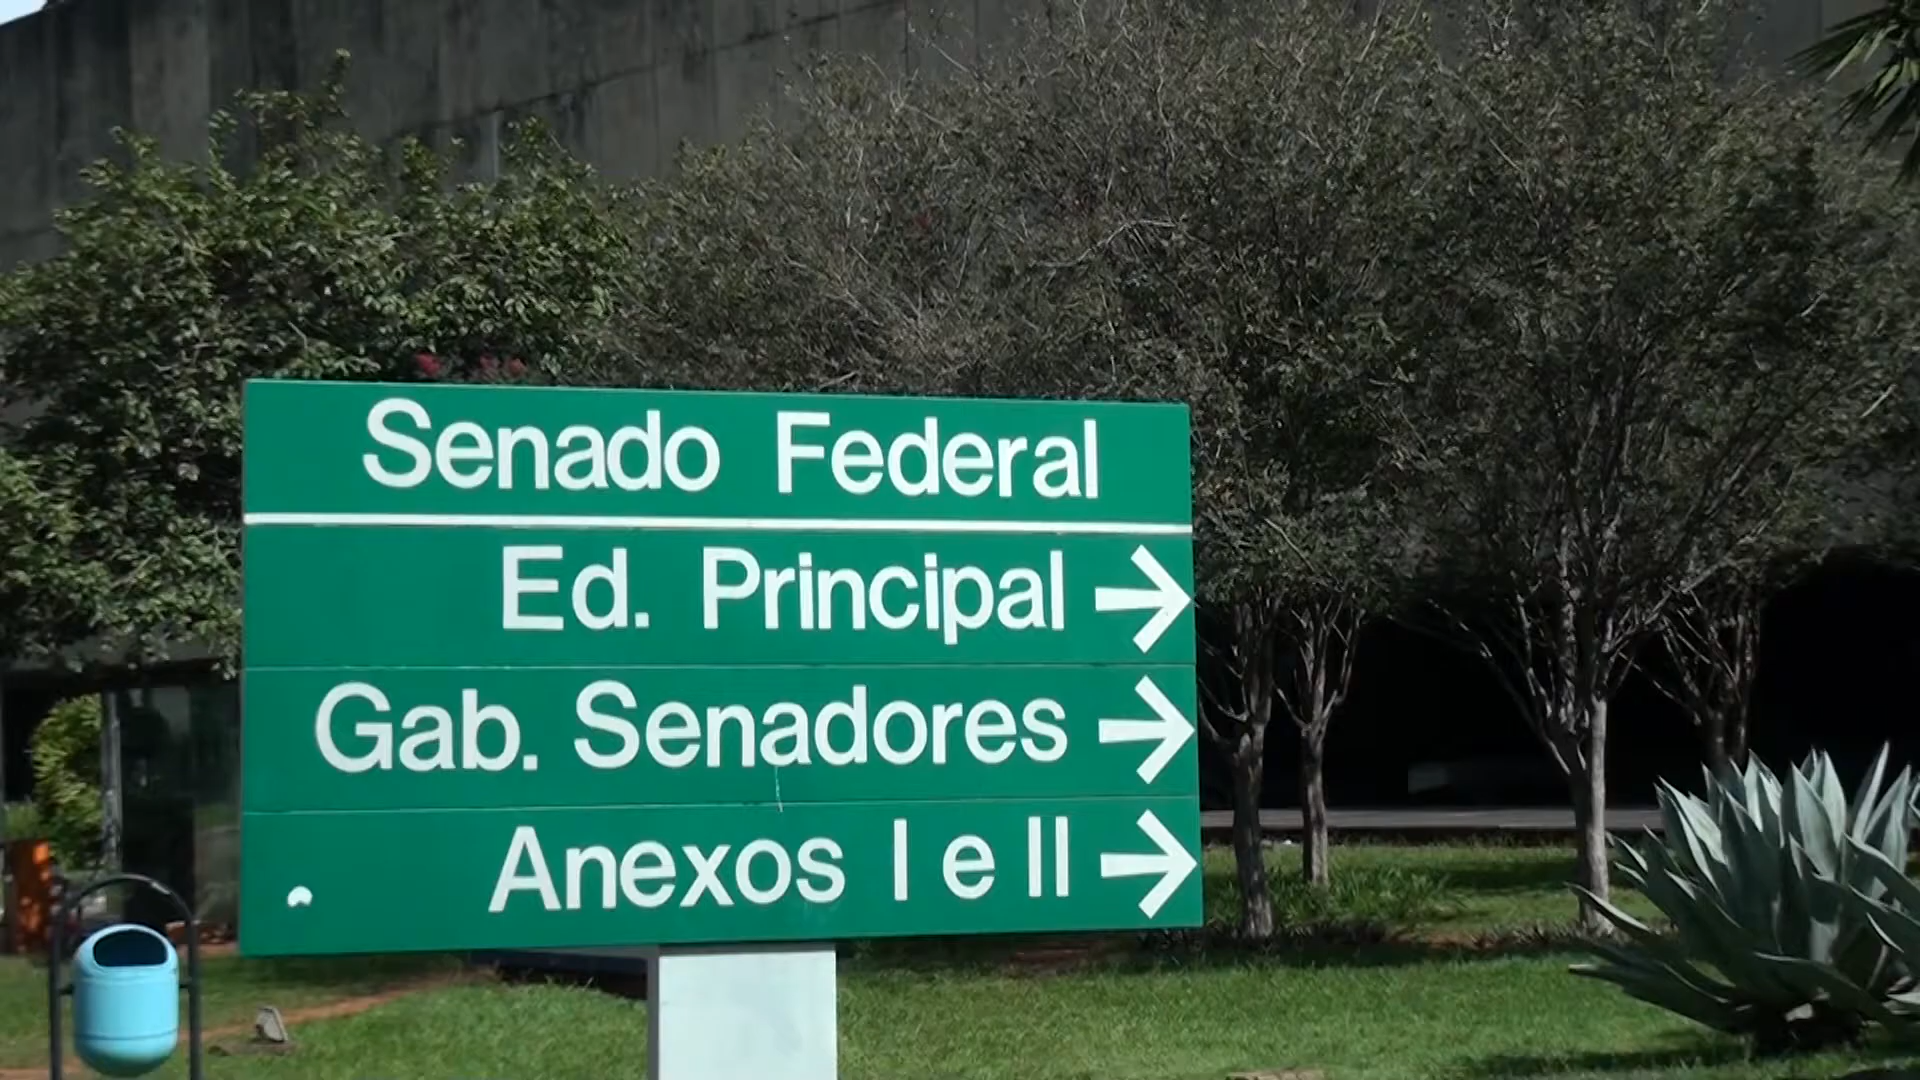 Senado Federal
Ed. Principal →
Gab. Senadores →
Anexos I e II →